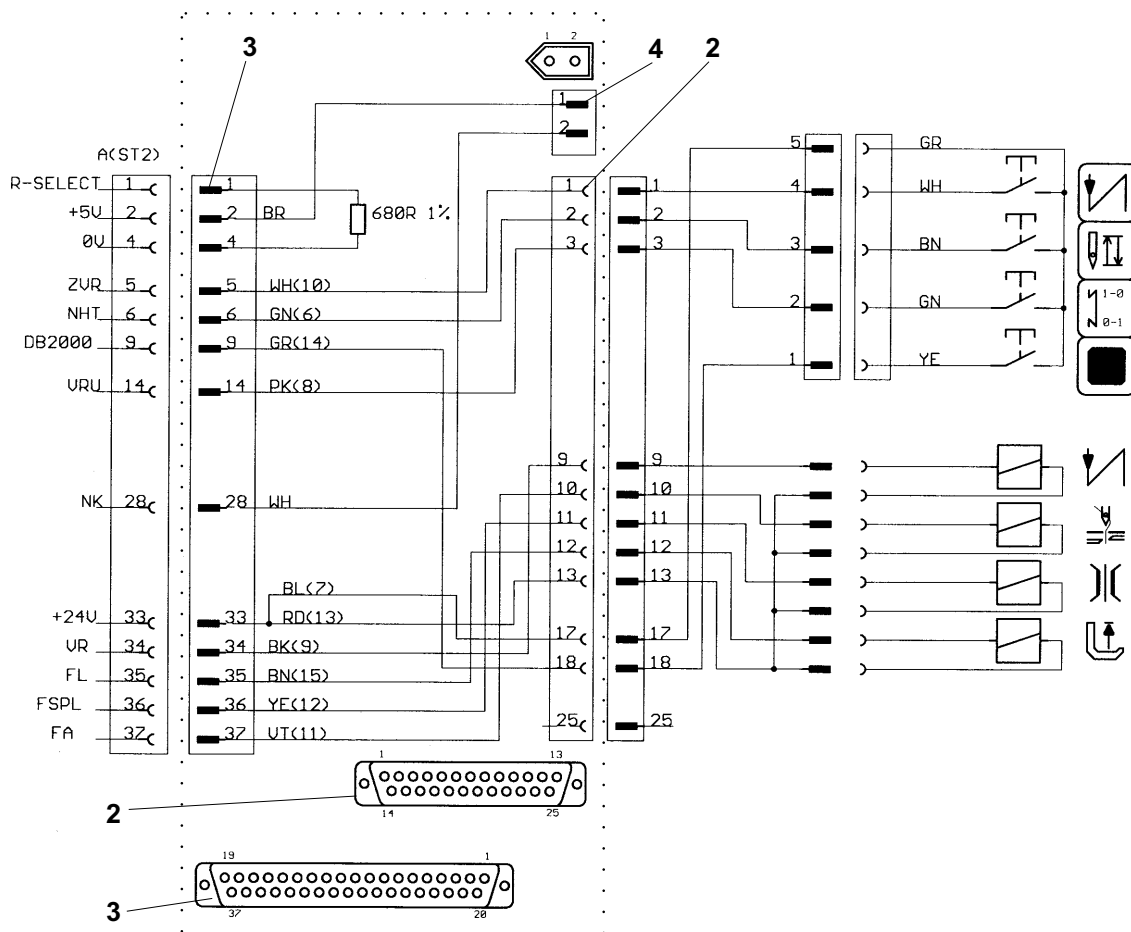 1 2
3
4
2
1
2
A(ST2)
R-SELECT 1 1
+5V 2 2 BR
0V 4 4
680R 1%
ZVR 5 5 WH(10)
NHT 6 6 GN(6)
DB2000 9 9 GR(14)
VRU 14 14 PK(8)
NK 28 28 WH
BL(7)
+24V 33 33 RD(13)
VR 34 34 BK(9)
FL 35 35 BN(15)
FSPL 36 36 YE(12)
FA 37 37 VT(11)
1 1
2 2
3 3
9 9
10 10
11 11
12 12
13 13
17 17
18 18
25 25
5 GR
4 WH
3 BN
2 GN
1 YE
1-0
0-1
1 13
14 25
2
19 1
37 20
3